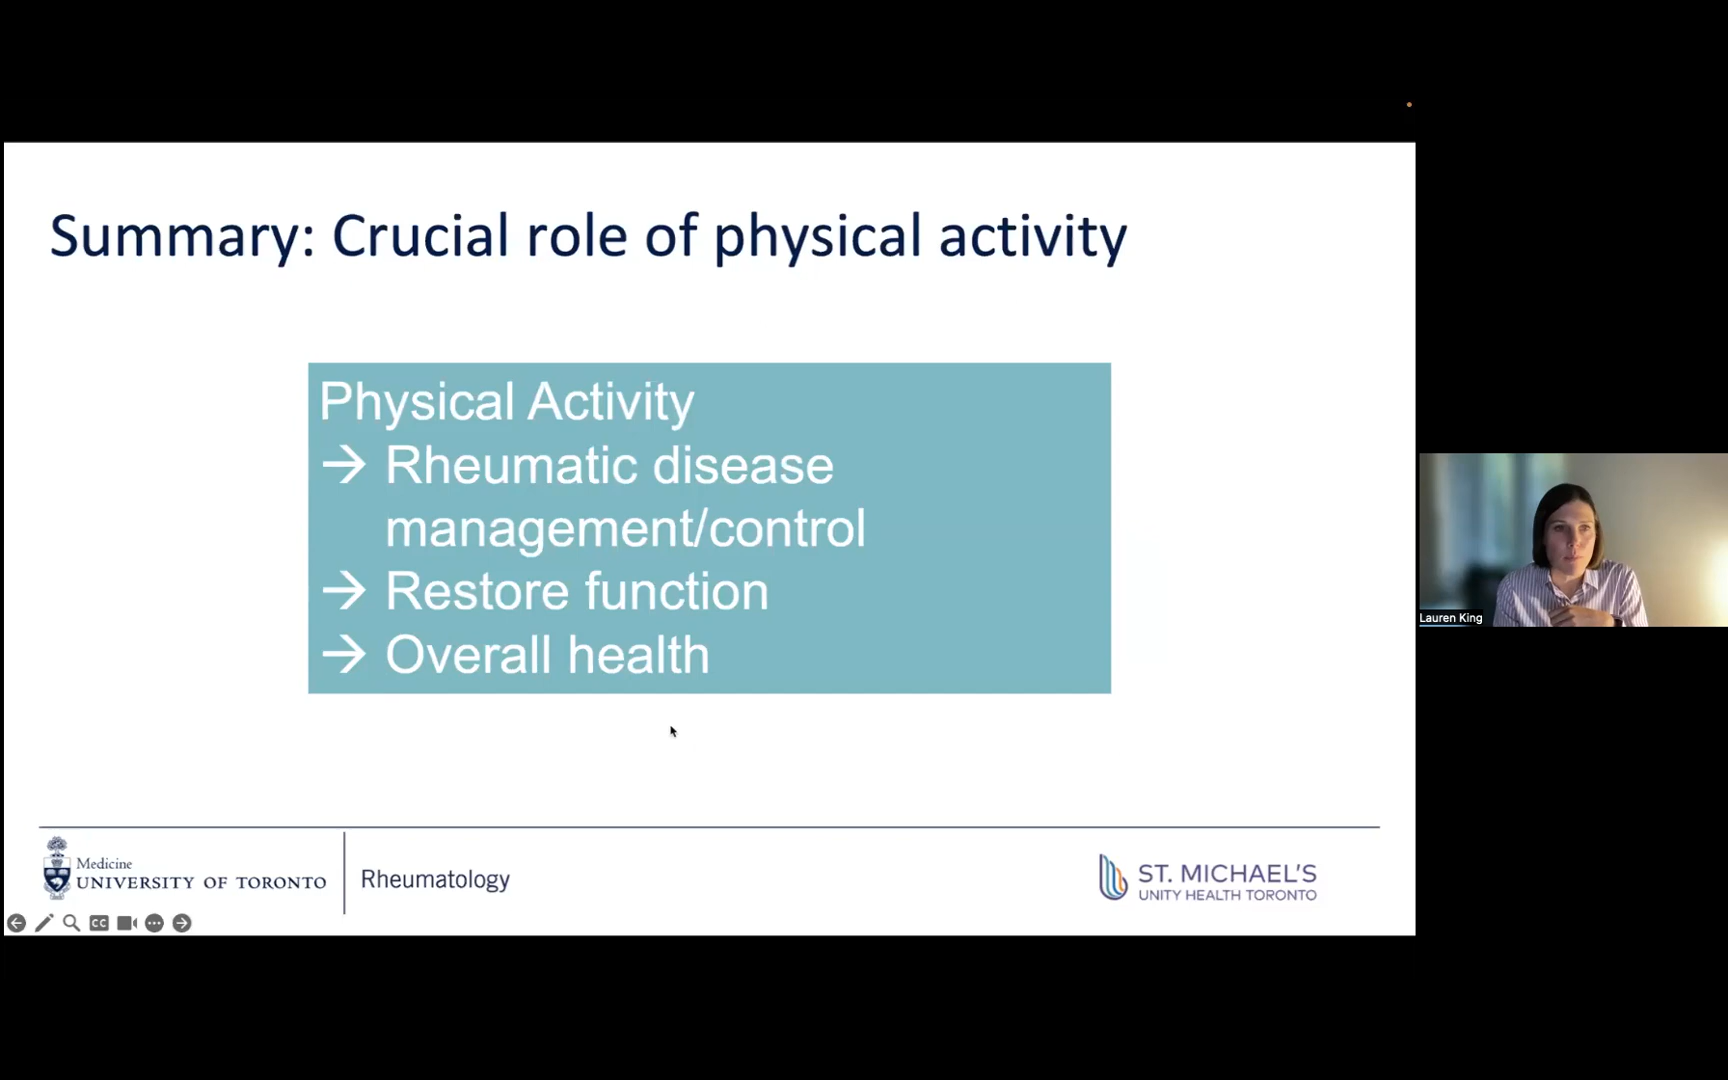 Summary: Crucial role of physical activity
Physical Activity
→ Rheumatic disease
management/control
→ Restore function
→ Overall health
Lauren King
Medicine
UNIVERSITY OF TORONTO
Rheumatology
ST. MICHAEL'S
UNITY HEALTH TORONTO
CC